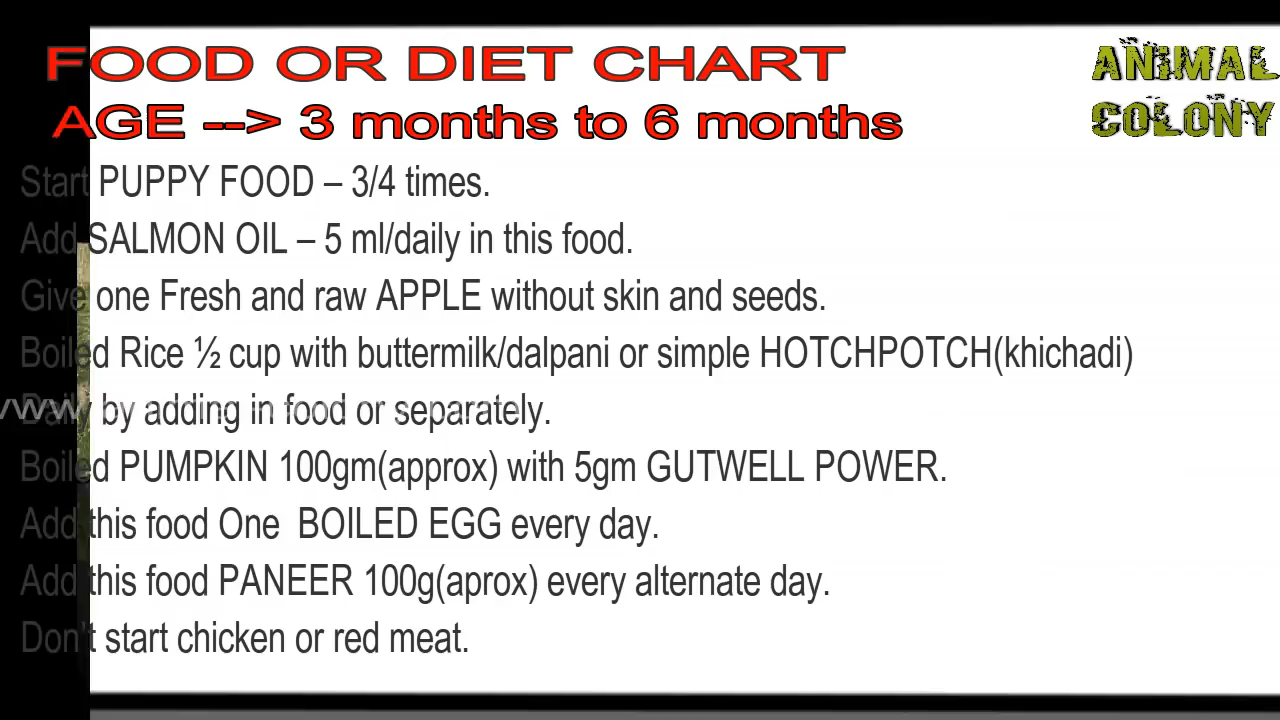 FOOD OR DIET CHART
AGE --> 3 months to 6 months
ANIMAL
COLONY
Start PUPPY FOOD – 3/4 times.
Add SALMON OIL – 5 ml/daily in this food.
Give one Fresh and raw APPLE without skin and seeds.
Boiled Rice ½ cup with buttermilk/dalpani or simple HOTCHPOTCH(khichadi)
Daily by adding in food or separately.
Boiled PUMPKIN 100gm(approx) with 5gm GUTWELL POWER.
Add this food One  BOILED EGG every day.
Add this food PANEER 100g(aprox) every alternate day.
Don't start chicken or red meat.